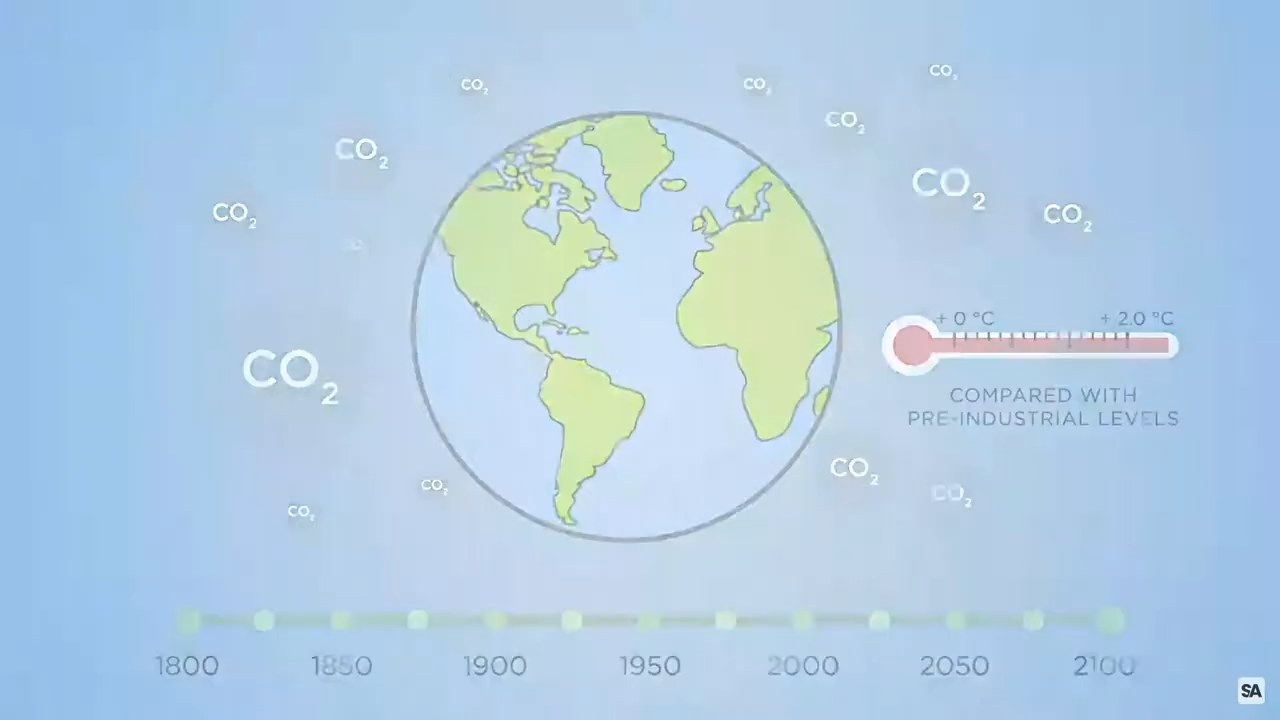 CO₂
CO₂
CO₂
CO₂
CO₂
CO₂
CO₂
CO₂
CO₂
+ 0 °C + 2.0 °C
CO₂
COMPARED WITH
PRE-INDUSTRIAL LEVELS
CO₂
CO₂
CO₂
CO₂
1800 1850 1900 1950 2000 2050 2100
SA